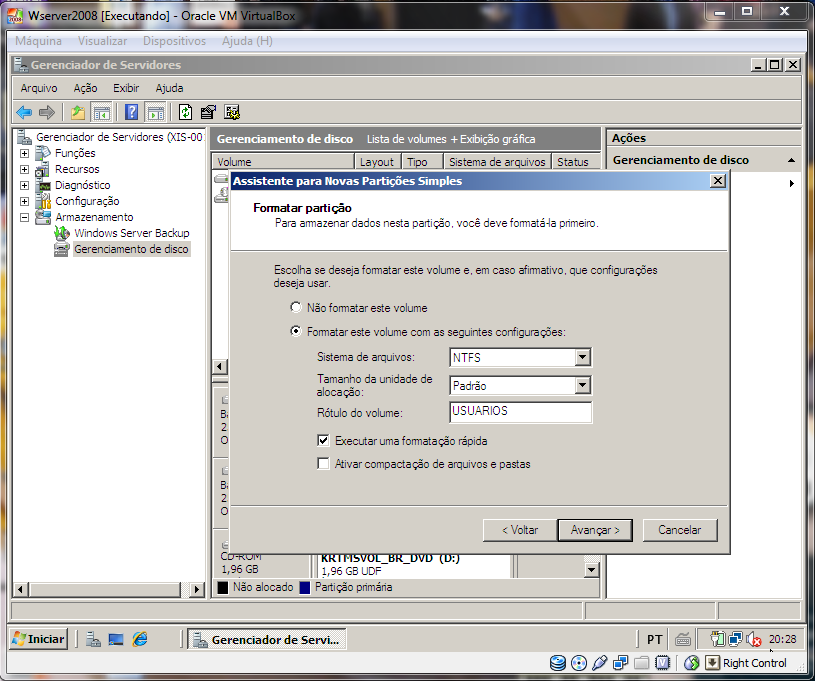 Wserver2008 [Executando] - Oracle VM VirtualBox
Máquina Visualizar Dispositivos Ajuda (H)
Gerenciador de Servidores
Arquivo Ação Exibir Ajuda
Gerenciador de Servidores (XIS-00
Funções
Recursos
Diagnóstico
Configuração
Armazenamento
Windows Server Backup
Gerenciamento de disco
Gerenciamento de disco Lista de volumes + Exibição gráfica
Volume Layout Tipo Sistema de arquivos Status
Ações
Gerenciamento de disco
Assistente para Novas Partições Simples
Formatar partição
Para armazenar dados nesta partição, você deve formatá-la primeiro.
Escolha se deseja formatar este volume e, em caso afirmativo, que configurações
deseja usar.
Não formatar este volume
Formatar este volume com as seguintes configurações:
Sistema de arquivos: NTFS
Tamanho da unidade de
alocação: Padrão
Rótulo do volume: USUARIOS
Executar uma formatação rápida
Ativar compactação de arquivos e pastas
< Voltar Avançar > Cancelar
CD-ROM KRTMSVOL_BR_DVD (D:)
1,96 GB 1,96 GB UDF
Não alocado Partição primária
Iniciar Gerenciador de Servi... PT 20:28
Right Control